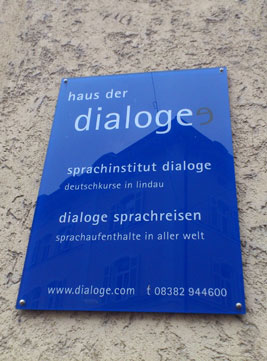 haus der
dialoge
sprachinstitut dialoge
deutschkurse in lindau
dialoge sprachreisen
sprachaufenthalte in aller welt
www.dialoge.com t 08382 944600